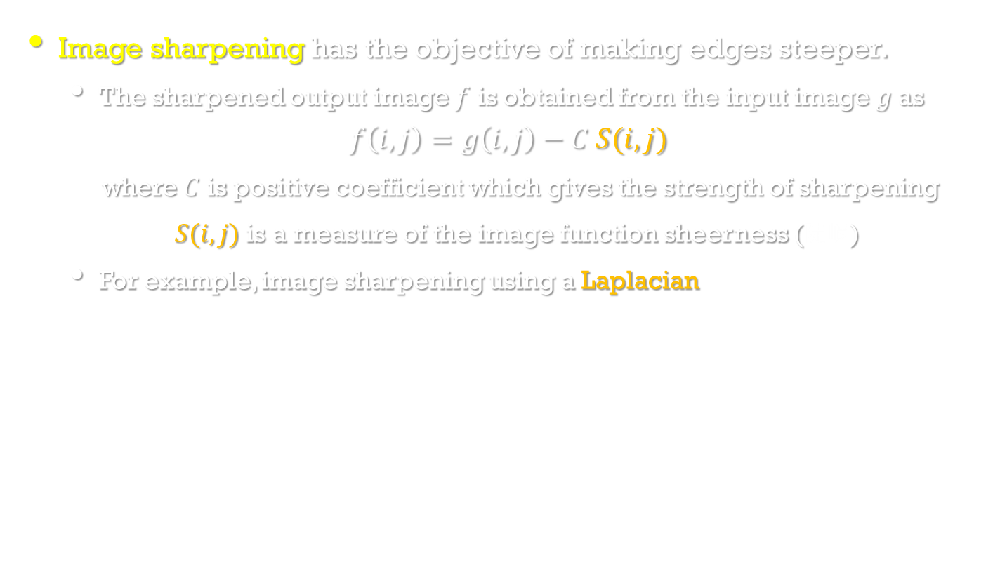 • Image sharpening has the objective of making edges steeper.
• The sharpened output image f is obtained from the input image g as
f(i,j) = g(i,j) − C S(i,j)
where C is positive coefficient which gives the strength of sharpening
S(i,j) is a measure of the image function sheerness (      )
• For example, image sharpening using a Laplacian